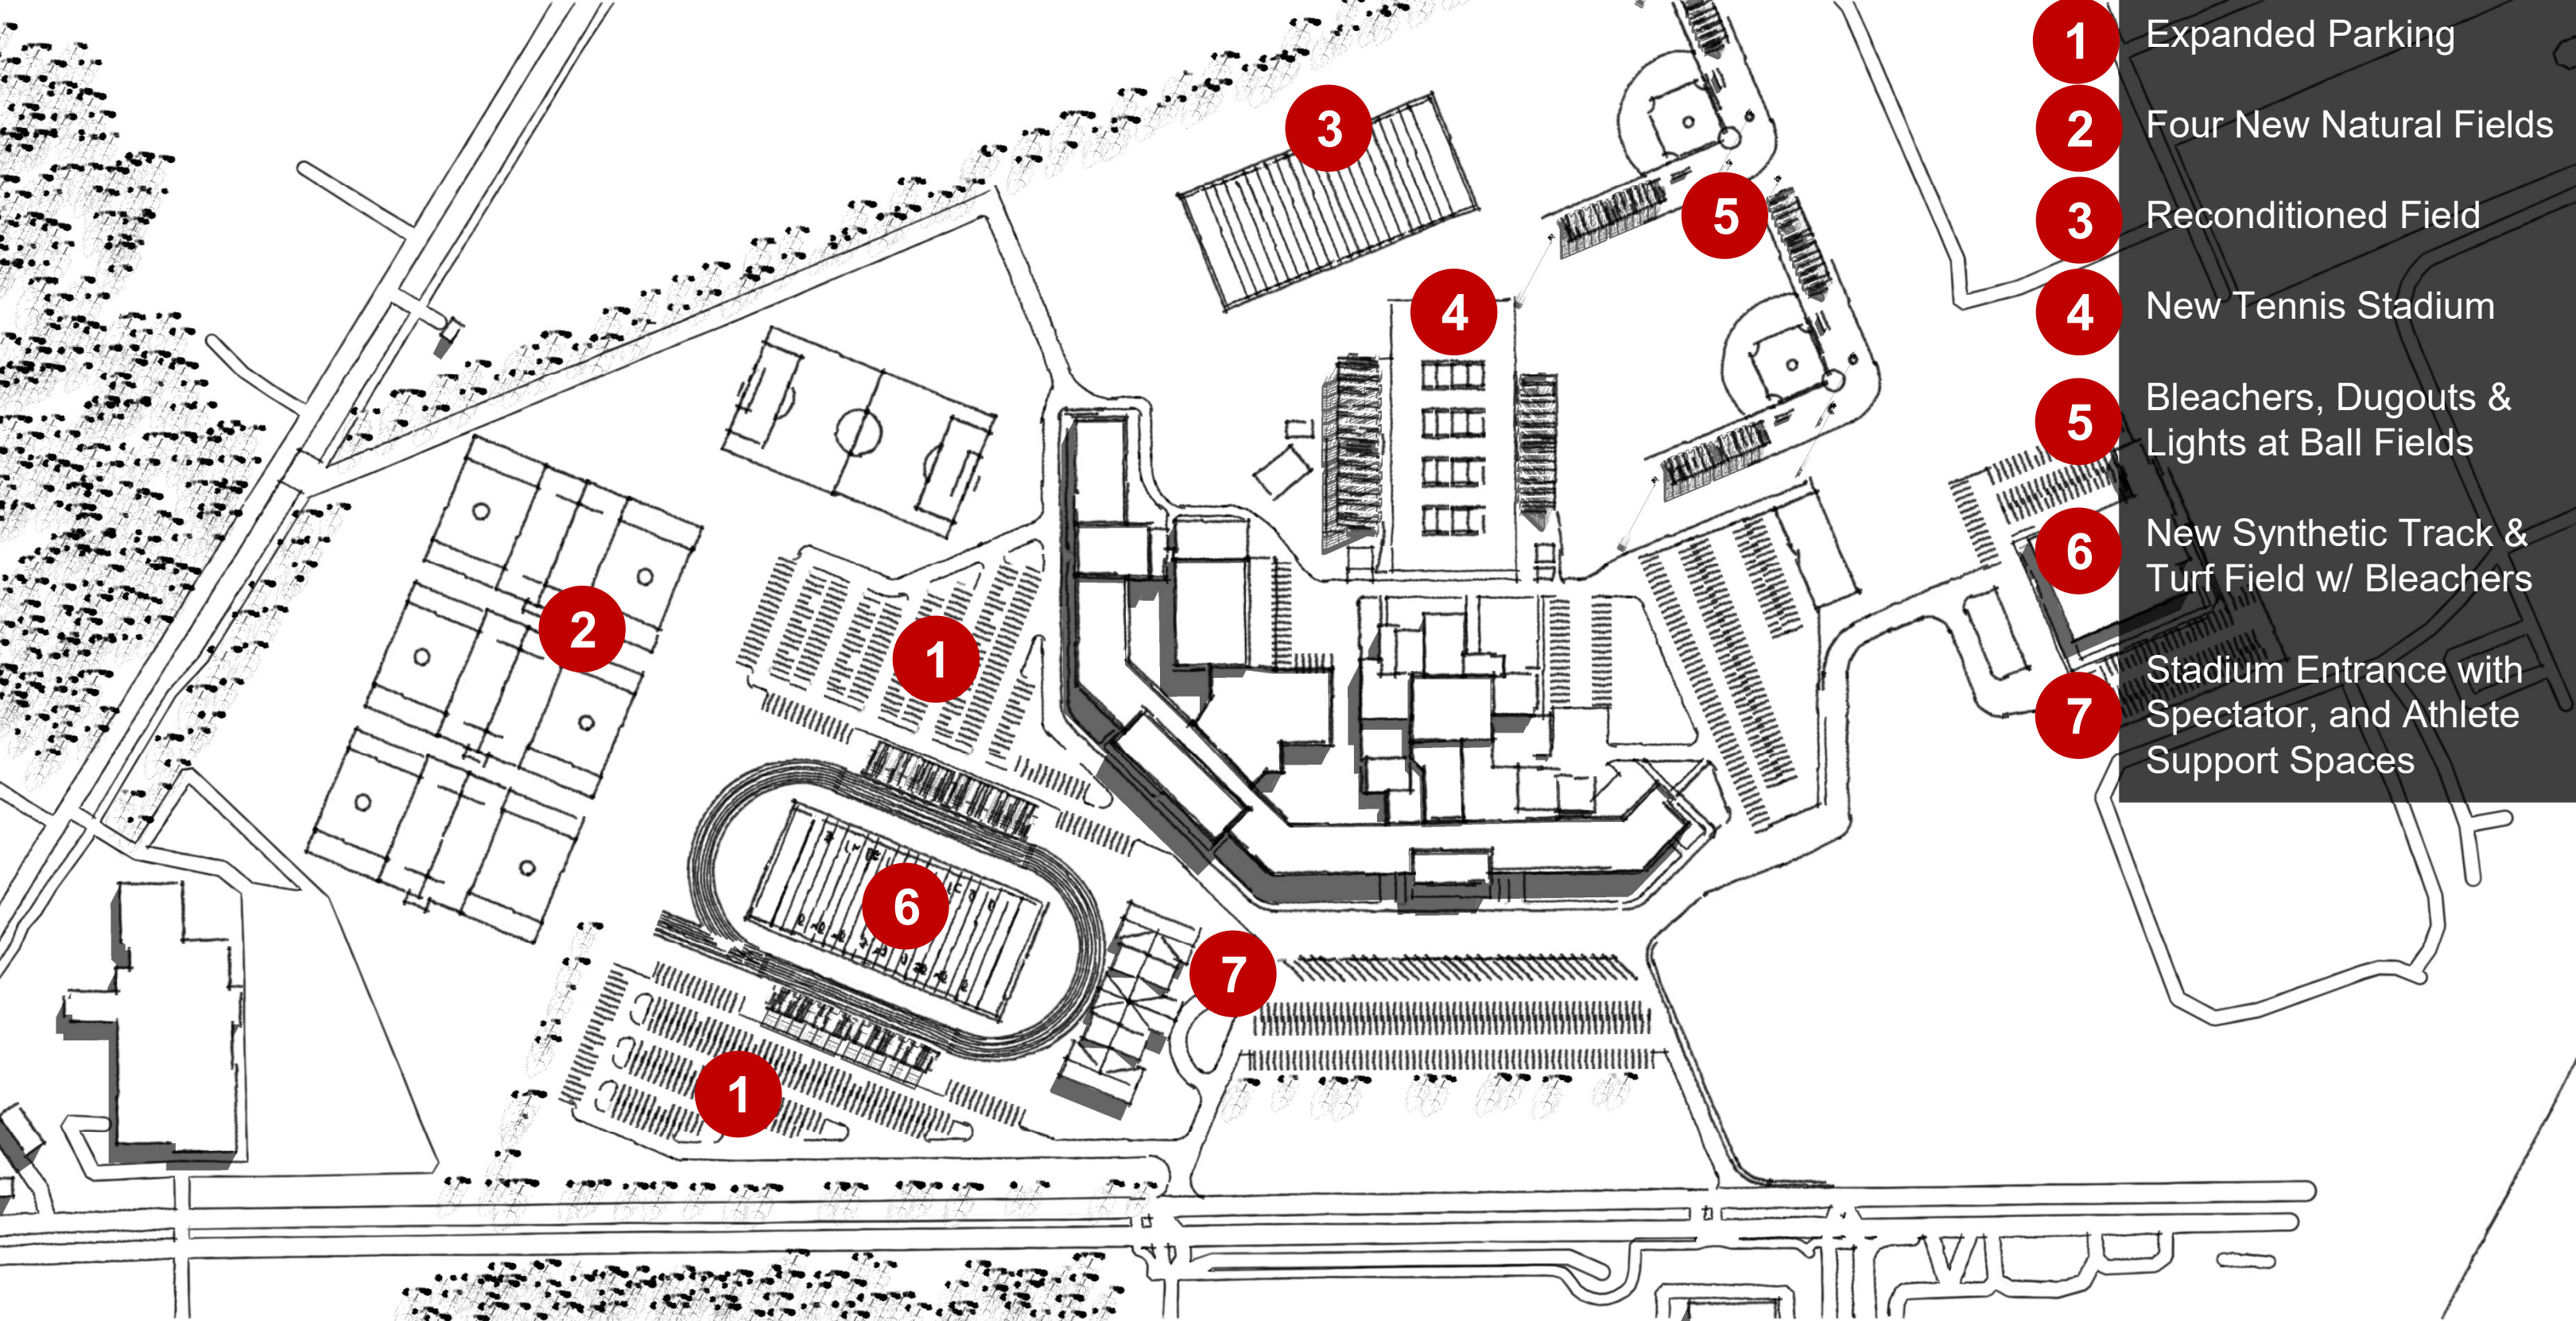 1 Expanded Parking
2 Four New Natural Fields
3 Reconditioned Field
4 New Tennis Stadium
5 Bleachers, Dugouts &
Lights at Ball Fields
6 New Synthetic Track &
Turf Field w/ Bleachers
7 Stadium Entrance with
Spectator, and Athlete
Support Spaces
3
5
4
2
1
6
7
1